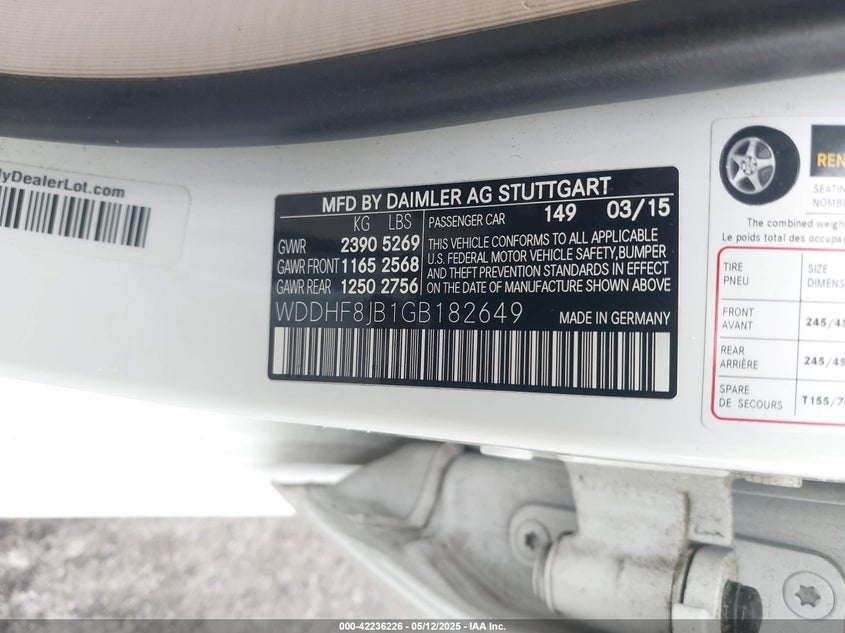 lyDealerLot.com
MFD BY DAIMLER AG STUTTGART
KG LBS PASSENGER CAR 149 03/15
GVWR 2390 5269
GAWR FRONT 1165 2568
GAWR REAR 1250 2756
THIS VEHICLE CONFORMS TO ALL APPLICABLE
U.S. FEDERAL MOTOR VEHICLE SAFETY, BUMPER
AND THEFT PREVENTION STANDARDS IN EFFECT
ON THE DATE OF MANUFACTURE SHOWN ABOVE
WDDHF8JB1GB182649 MADE IN GERMANY
REN
SEATIN
NOMB
The combined weigh
Le poids total des occupa
TIRE SIZE
PNEU DIMENS
FRONT
AVANT 245/45
REAR
ARRIÈRE 245/45
SPARE
DE SECOURS T155/7
000-42236226 - 05/12/2025 - IAA Inc.